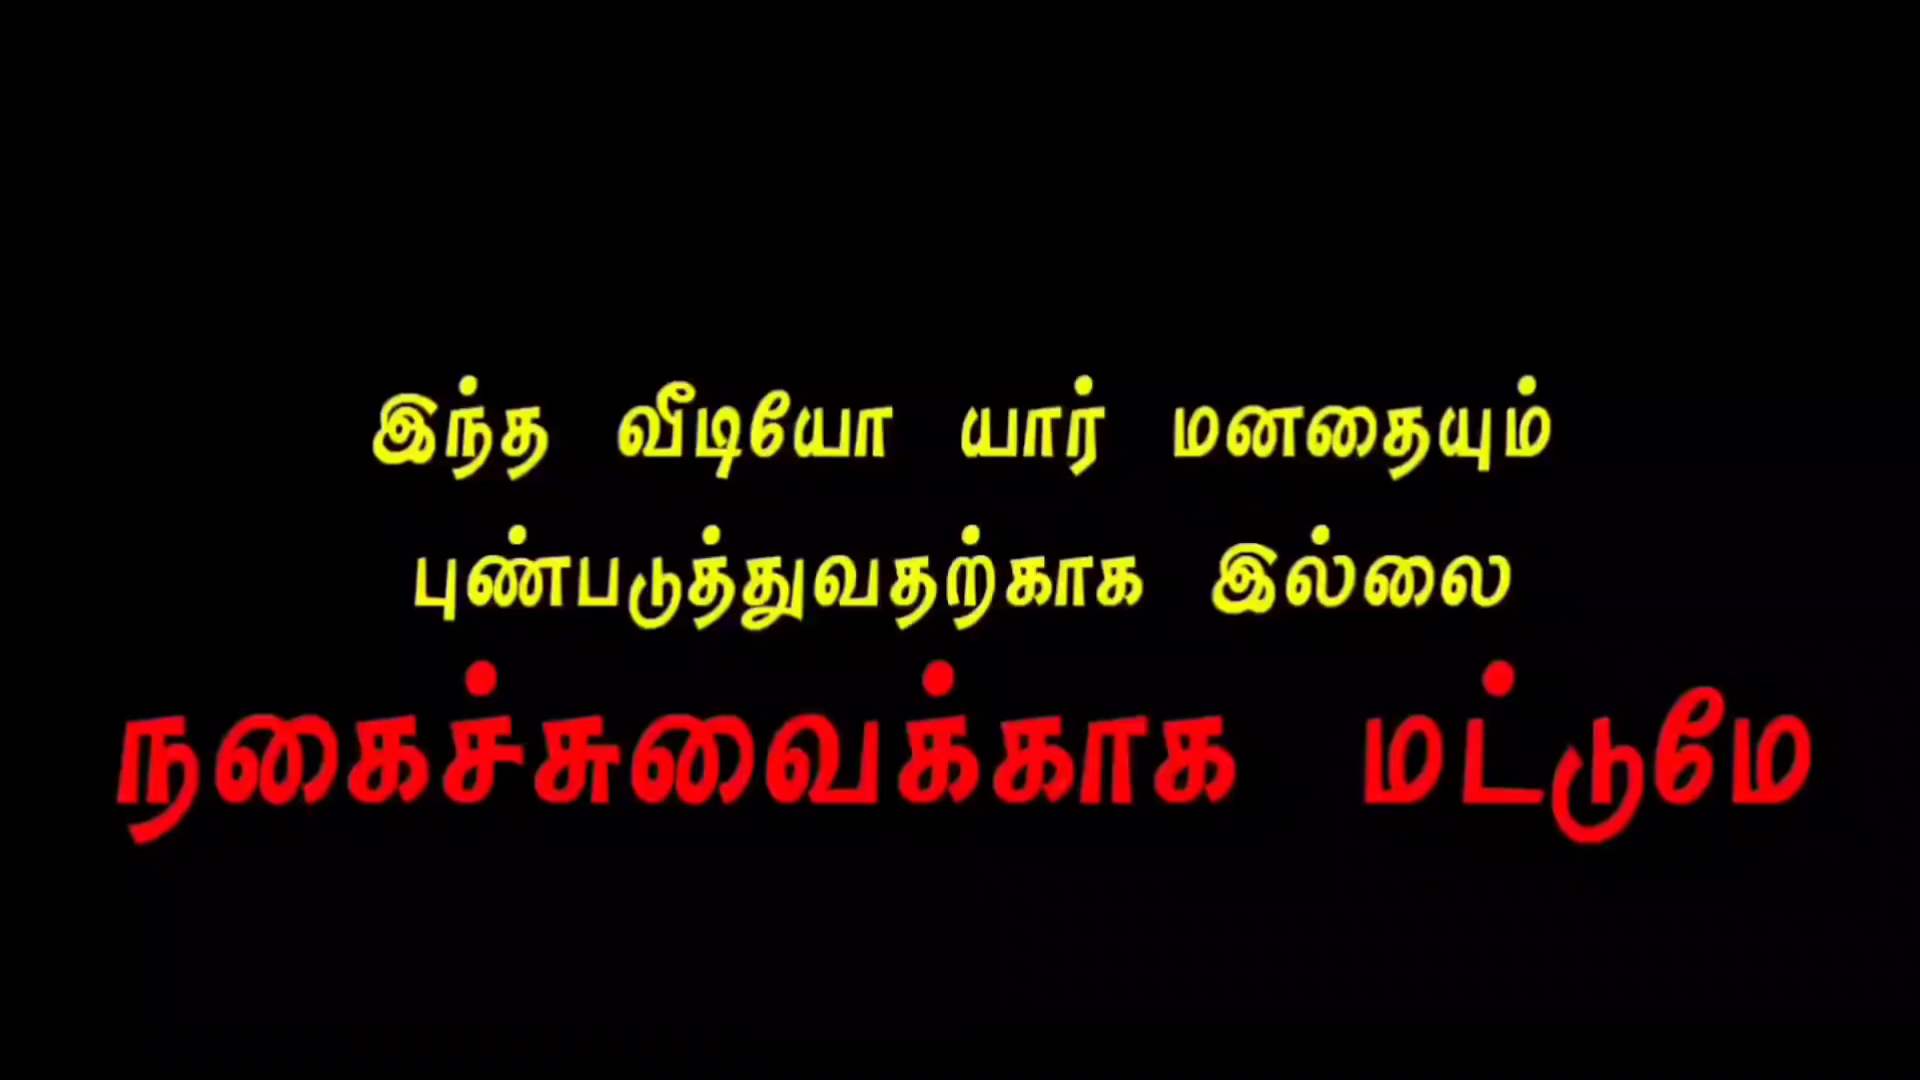 இந்த வீடியோ யார் மனதையும்
புண்படுத்துவதற்காக இல்லை
நகைச்சுவைக்காக மட்டுமே